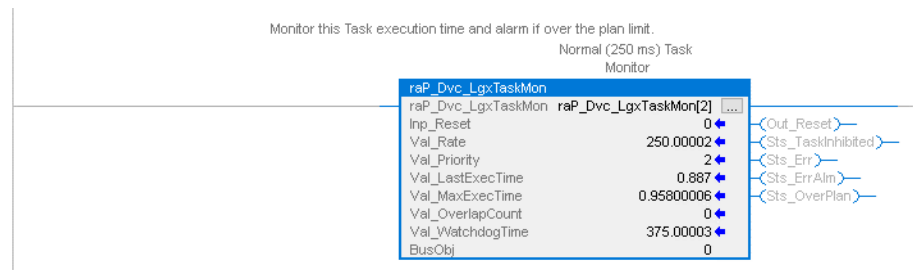 Monitor this Task execution time and alarm if over the plan limit.
Normal (250 ms) Task
Monitor
raP_Dvc_LgxTaskMon
raP_Dvc_LgxTaskMon raP_Dvc_LgxTaskMon[2] ...
Inp_Reset 0 Out_Reset
Val_Rate 250.00002 Sts_TaskInhibited
Val_Priority 2 Sts_Err
Val_LastExecTime 0.887 Sts_ErrAlm
Val_MaxExecTime 0.95800006 Sts_OverPlan
Val_OverlapCount 0
Val_WatchdogTime 375.00003
BusObj 0